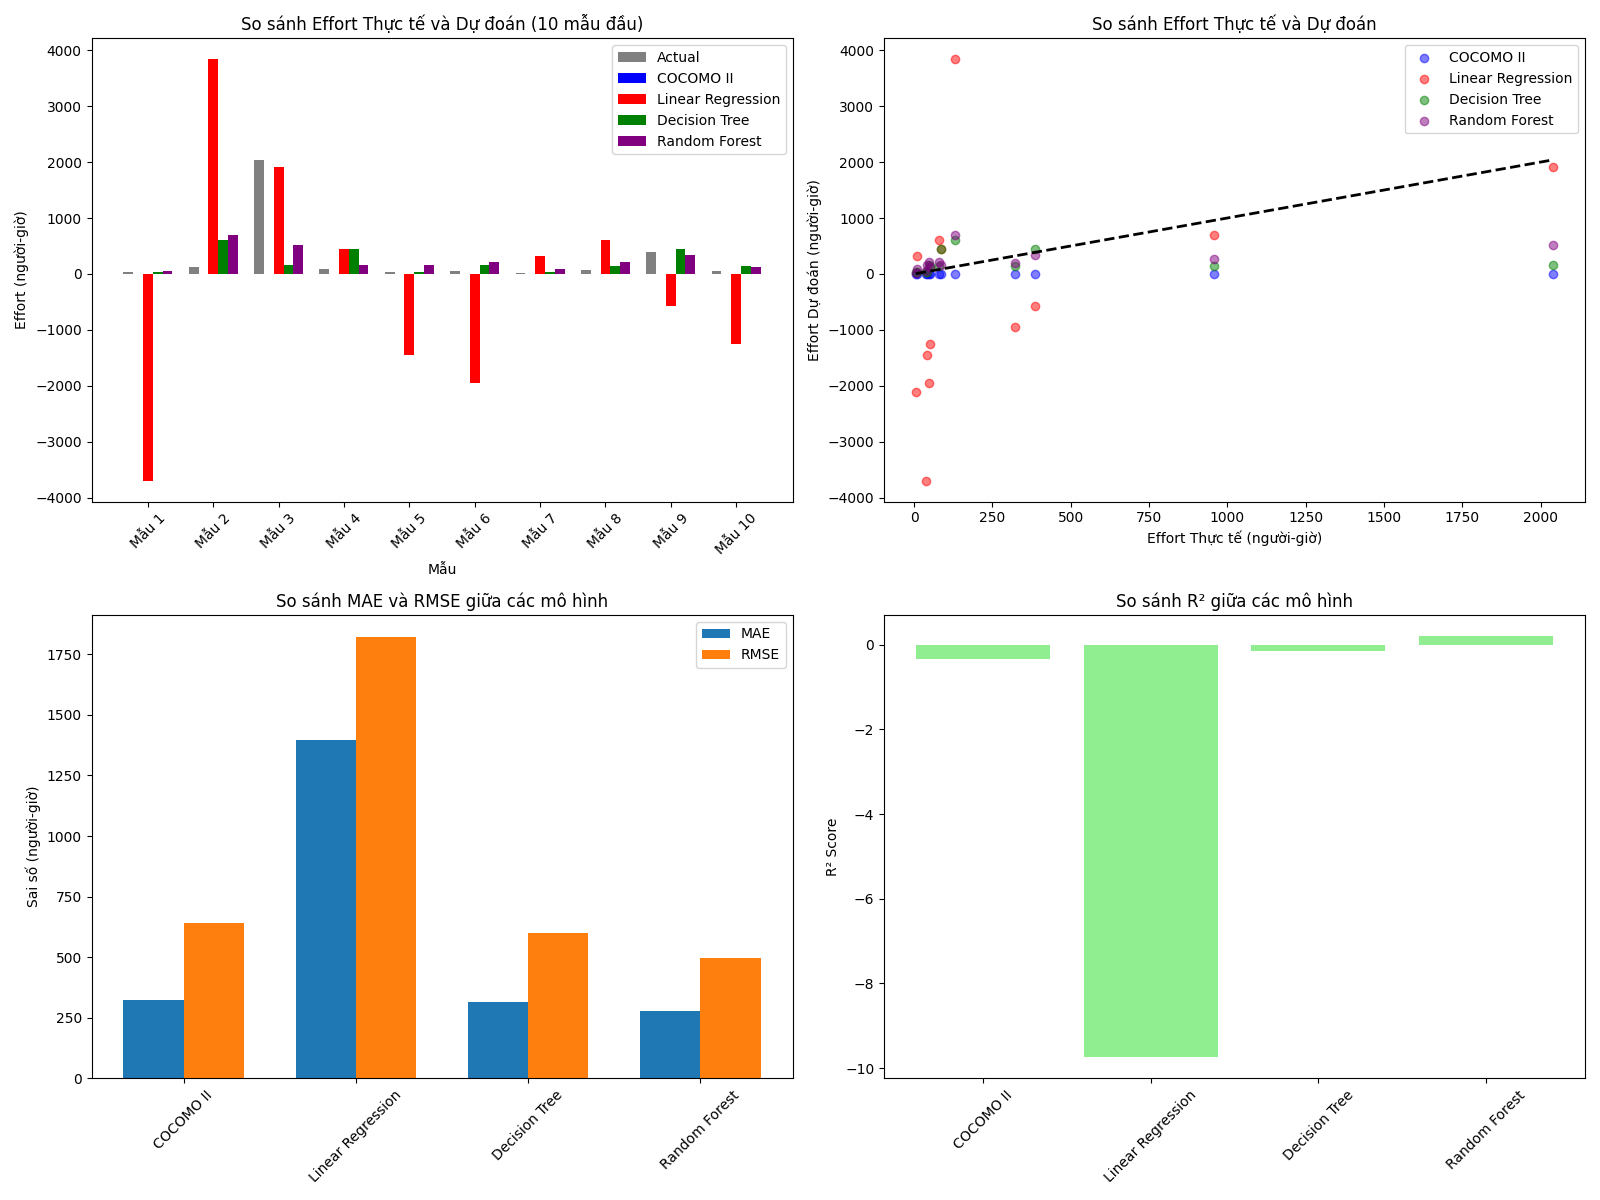 So sánh Effort Thực tế và Dự đoán (10 mẫu đầu)
4000
3000
2000
1000
0
−1000
−2000
−3000
−4000
Effort (người-giờ)
Actual
COCOMO II
Linear Regression
Decision Tree
Random Forest
Mẫu 1
Mẫu 2
Mẫu 3
Mẫu 4
Mẫu 5
Mẫu 6
Mẫu 7
Mẫu 8
Mẫu 9
Mẫu 10
Mẫu
So sánh Effort Thực tế và Dự đoán
4000
3000
2000
1000
0
−1000
−2000
−3000
−4000
Effort Dự đoán (người-giờ)
COCOMO II
Linear Regression
Decision Tree
Random Forest
0
250
500
750
1000
1250
1500
1750
2000
Effort Thực tế (người-giờ)
So sánh MAE và RMSE giữa các mô hình
1750
1500
1250
1000
750
500
250
0
Sai số (người-giờ)
MAE
RMSE
COCOMO II
Linear Regression
Decision Tree
Random Forest
So sánh R² giữa các mô hình
0
−2
−4
−6
−8
−10
R² Score
COCOMO II
Linear Regression
Decision Tree
Random Forest